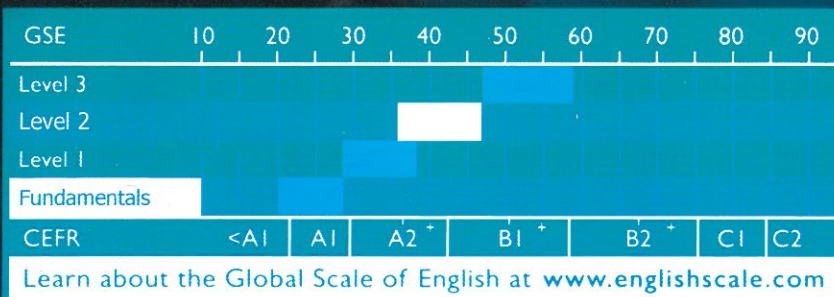 GSE 10 20 30 40 50 60 70 80 90
Level 3
Level 2
Level 1
Fundamentals
CEFR <A1 A1 A2 + B1 + B2 + C1 C2
Learn about the Global Scale of English at www.englishscale.com